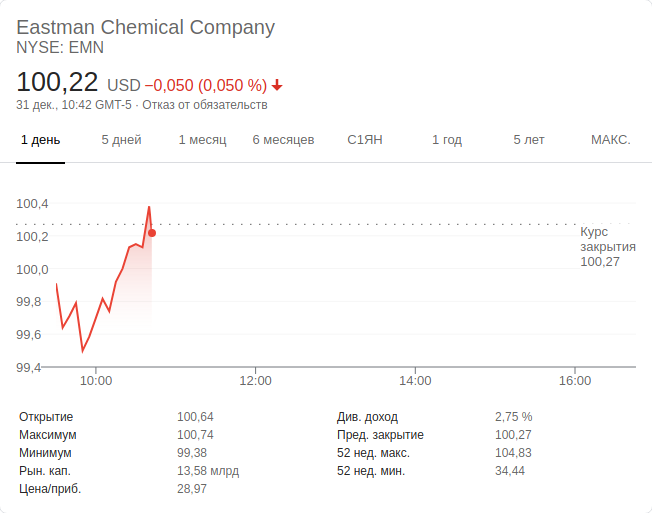 Eastman Chemical Company
NYSE: EMN
100,22 USD −0,050 (0,050 %)
31 дек., 10:42 GMT-5 · Отказ от обязательств
1 день 5 дней 1 месяц 6 месяцев С1ЯН 1 год 5 лет МАКС.
100,4
100,2
100,0
99,8
99,6
99,4
Курс
закрытия
100,27
10:00 12:00 14:00 16:00
Открытие 100,64 Див. доход 2,75 %
Максимум 100,74 Пред. закрытие 100,27
Минимум 99,38 52 нед. макс. 104,83
Рын. кап. 13,58 млрд 52 нед. мин. 34,44
Цена/приб. 28,97